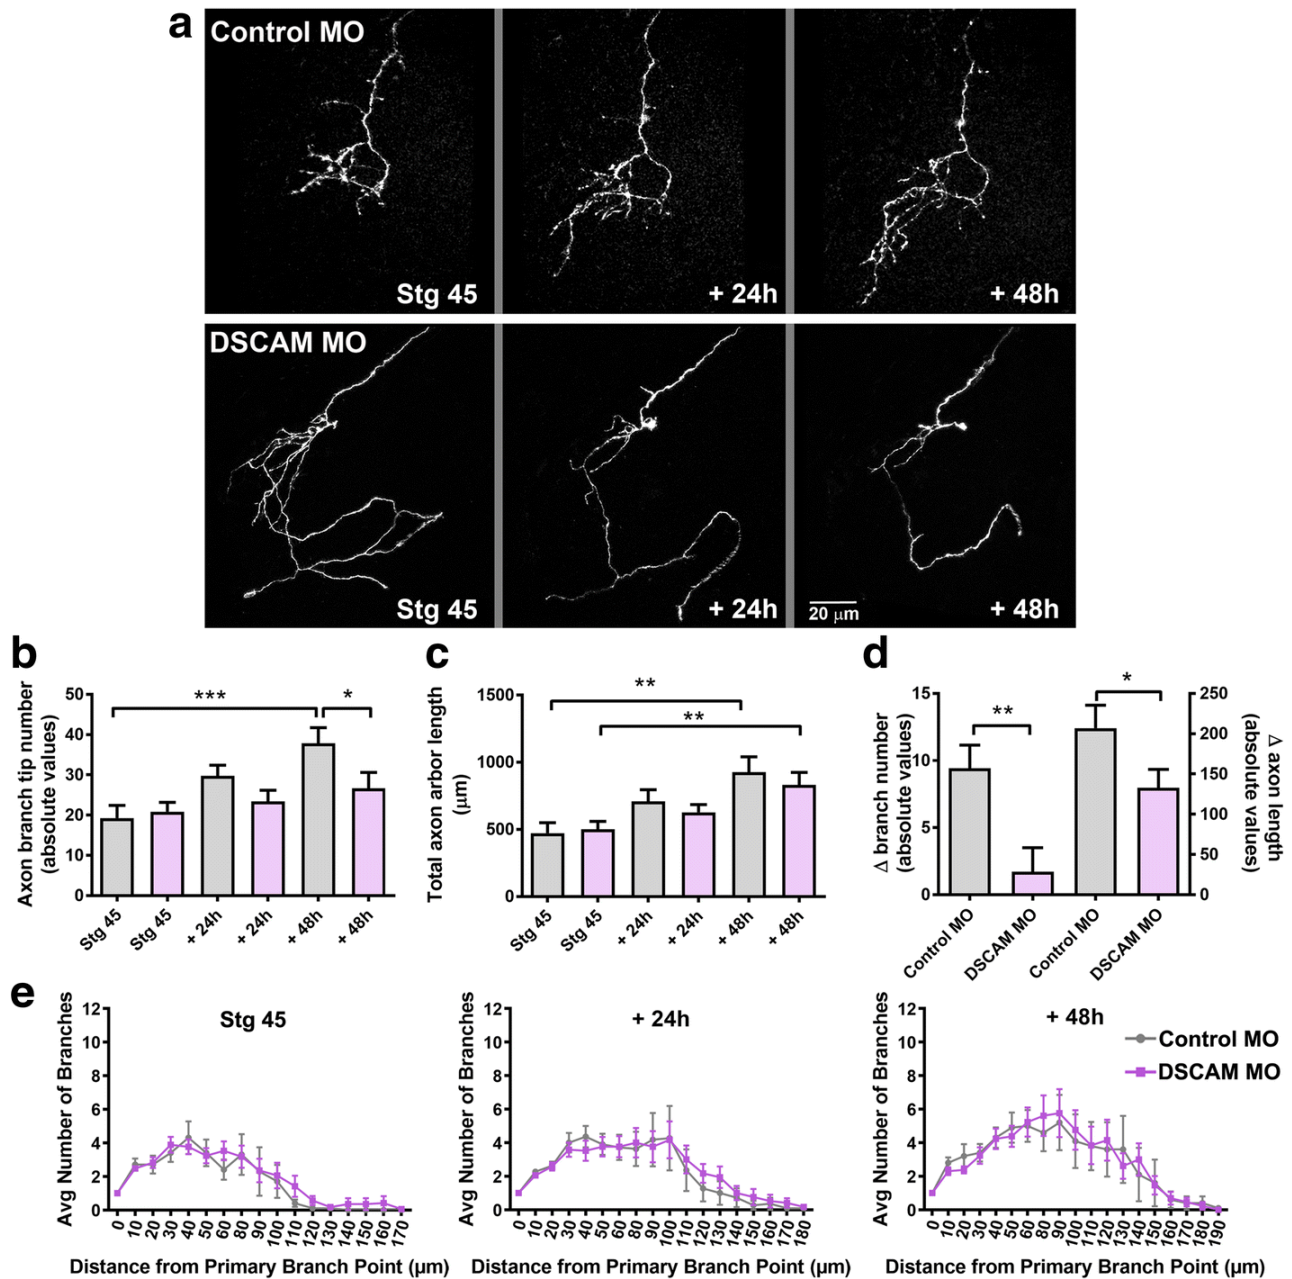 a
Control MO
Stg 45
+ 24h
+ 48h
DSCAM MO
Stg 45
+ 24h
20 µm
+ 48h
b
Axon branch tip number
(absolute values)
50
40
30
20
10
0
***
*
Stg 45
Stg 45
+ 24h
+ 24h
+ 48h
+ 48h
c
Total axon arbor length
(µm)
1500
1000
500
0
**
**
Stg 45
Stg 45
+ 24h
+ 24h
+ 48h
+ 48h
d
Δ branch number
(absolute values)
15
10
5
0
**
*
250
200
150
100
50
0
Δ axon length
(absolute values)
Control MO
DSCAM MO
Control MO
DSCAM MO
e
Avg Number of Branches
12
10
8
6
4
2
0
Stg 45
0 10 20 30 40 50 60 70 80 90 100 110 120 130 140 150 160 170
Distance from Primary Branch Point (µm)
Avg Number of Branches
12
10
8
6
4
2
0
+ 24h
0 10 20 30 40 50 60 70 80 90 100 110 120 130 140 150 160 170 180
Distance from Primary Branch Point (µm)
Avg Number of Branches
12
10
8
6
4
2
0
+ 48h
Control MO
DSCAM MO
0 10 20 30 40 50 60 70 80 90 100 110 120 130 140 150 160 170 180 190
Distance from Primary Branch Point (µm)